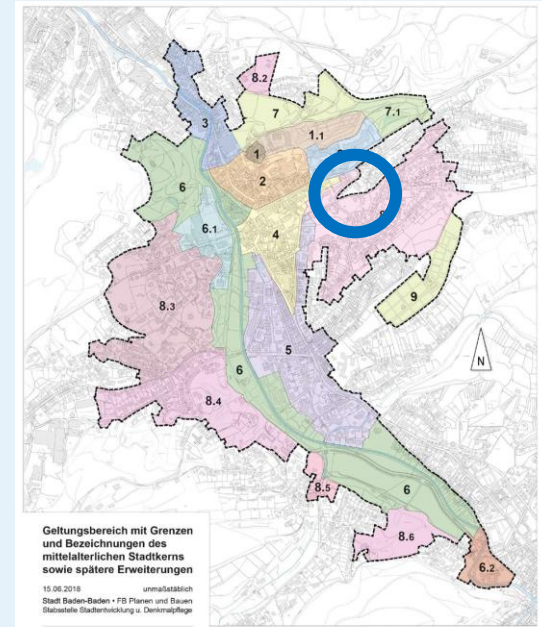 8.2
7
7.1
3
1.1
1
2
6
6.1
4
9
8.3
5
N
6
8.4
8.5
6
8.6
6.2
Geltungsbereich mit Grenzen
und Bezeichnungen des
mittelalterlichen Stadtkerns
sowie spätere Erweiterungen
15.06.2018 unmaßstäblich
Stadt Baden-Baden • FB Planen und Bauen
Stabsstelle Stadtentwicklung u. Denkmalpflege